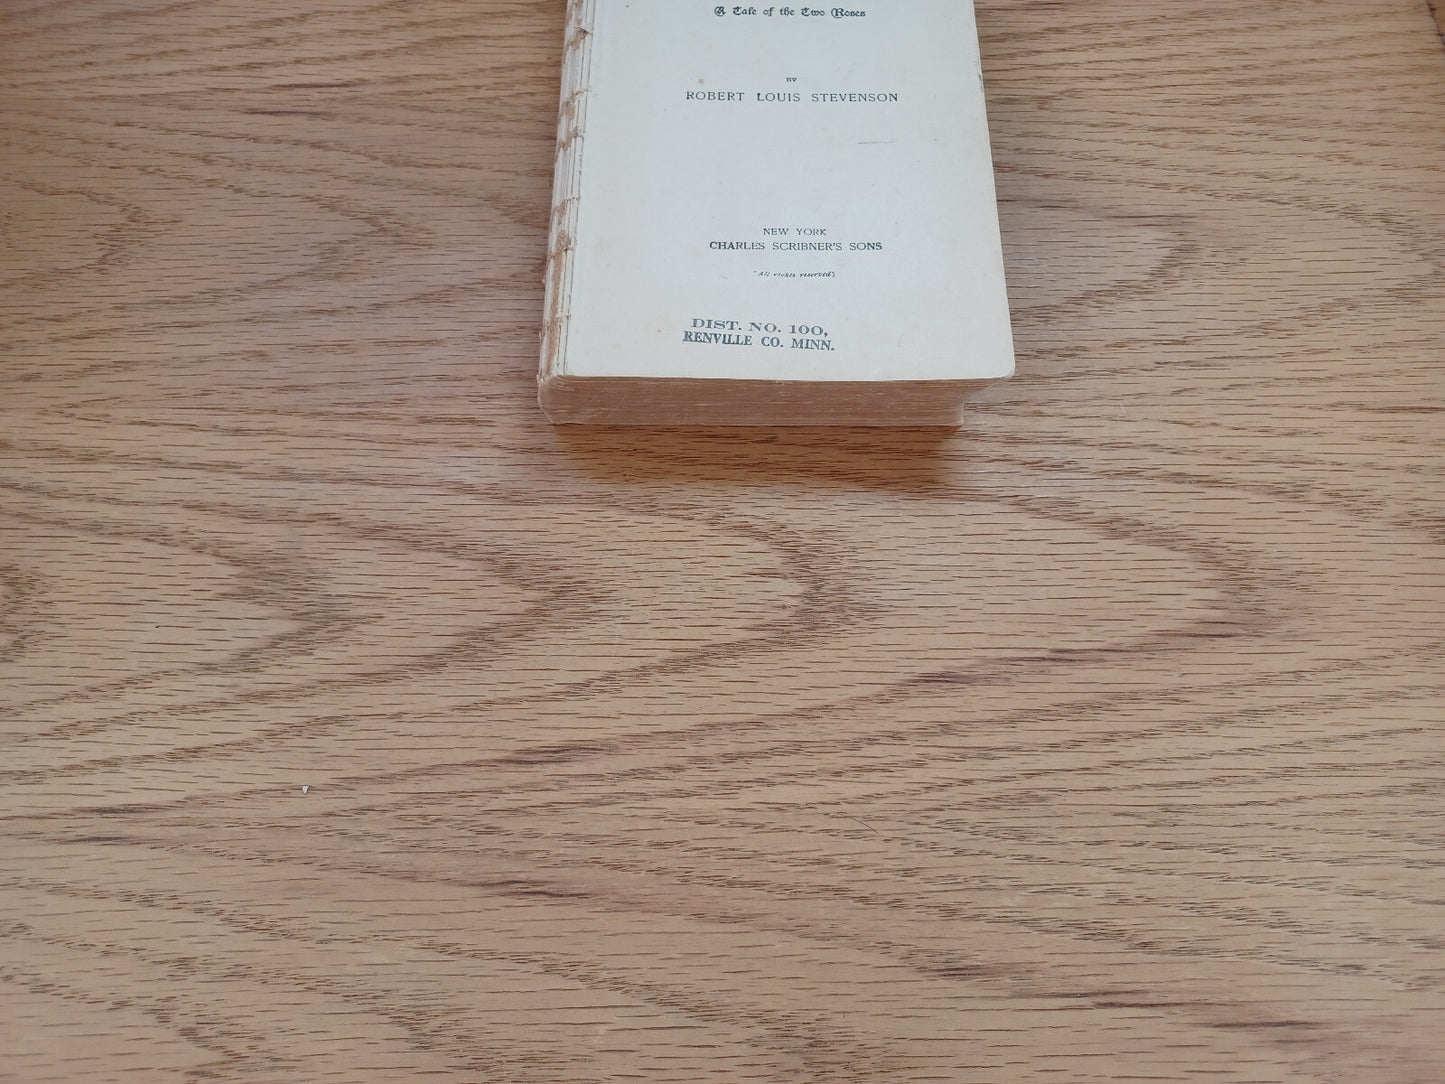 A Tale of the Two Roses
BY
ROBERT LOUIS STEVENSON
NEW YORK
CHARLES SCRIBNER'S SONS
[All rights reserved]
DIST. NO. 100,
RENVILLE CO. MINN.